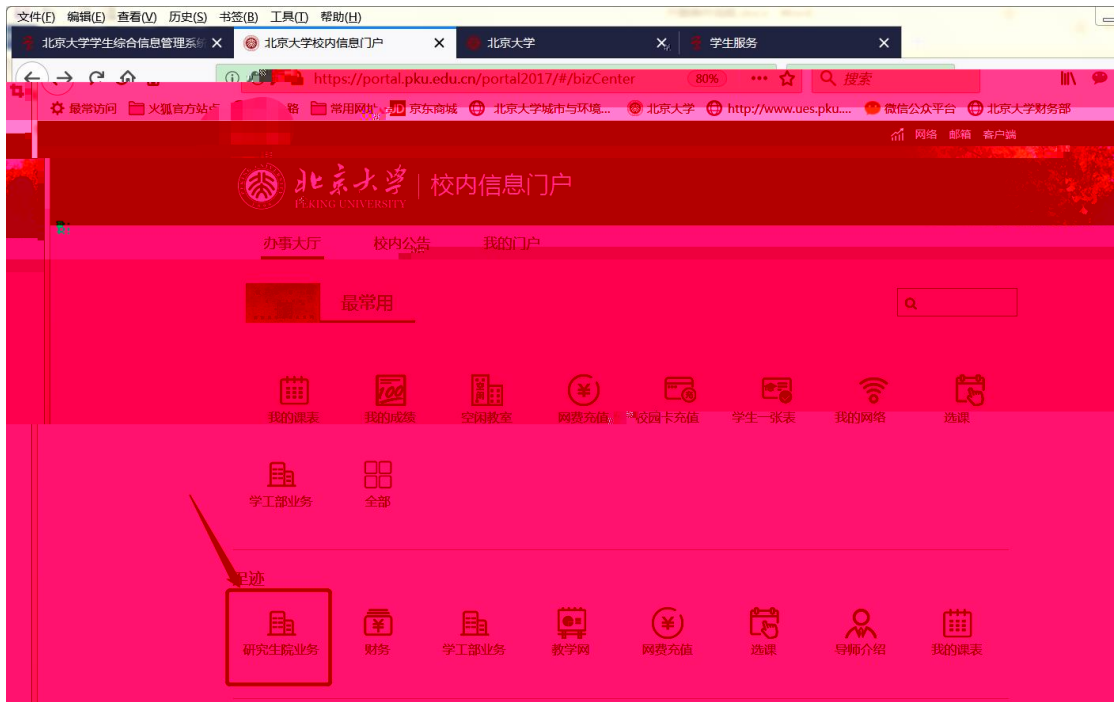 文件(F) 编辑(E) 查看(V) 历史(S) 书签(B) 工具(T) 帮助(H)
北京大学学生综合信息管理系统 北京大学校内信息门户 北京大学 学生服务
https://portal.pku.edu.cn/portal2017/#/bizCenter 80% 搜索
最常访问 火狐官方站点 常用网址 JD 京东商城 北京大学城市与环境... 北京大学 http://www.ues.pku.... 微信公众平台 北京大学财务部
网络 邮箱 客户端
北京大学 校内信息门户
PEKING UNIVERSITY
办事大厅 校内公告 我的门户
最常用
我的课表 我的成绩 空闲教室 网费充值 校园卡充值 学生一张表 我的网络 选课
学工部业务 全部
足迹
研究生院业务 财务 学工部业务 教学网 网费充值 选课 导师介绍 我的课表